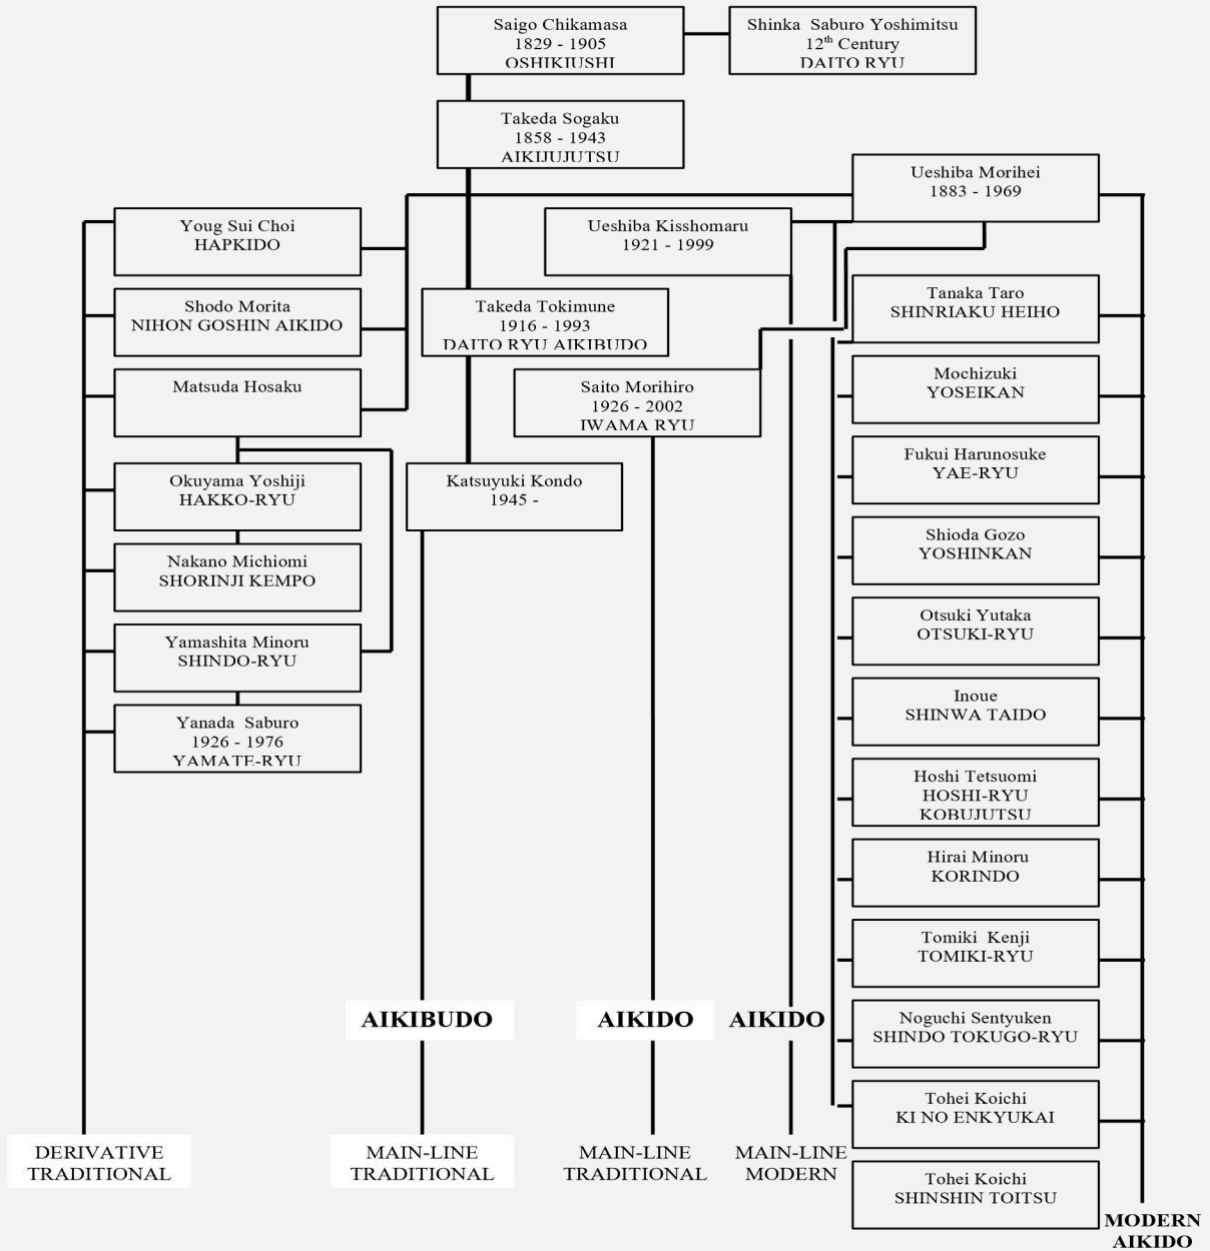 Saigo Chikamasa
1829 - 1905
OSHIKIUSHI
Shinka Saburo Yoshimitsu
12th Century
DAITO RYU
Takeda Sogaku
1858 - 1943
AIKIJUJUTSU
Ueshiba Morihei
1883 - 1969
Youg Sui Choi
HAPKIDO
Ueshiba Kisshomaru
1921 - 1999
Shodo Morita
NIHON GOSHIN AIKIDO
Takeda Tokimune
1916 - 1993
DAITO RYU AIKIBUDO
Tanaka Taro
SHINRIAKU HEIHO
Matsuda Hosaku
Saito Morihiro
1926 - 2002
IWAMA RYU
Mochizuki
YOSEIKAN
Okuyama Yoshiji
HAKKO-RYU
Katsuyuki Kondo
1945 -
Fukui Harunosuke
YAE-RYU
Nakano Michiomi
SHORINJI KEMPO
Shioda Gozo
YOSHINKAN
Yamashita Minoru
SHINDO-RYU
Otsuki Yutaka
OTSUKI-RYU
Yanada Saburo
1926 - 1976
YAMATE-RYU
Inoue
SHINWA TAIDO
Hoshi Tetsuomi
HOSHI-RYU
KOBUJUTSU
Hirai Minoru
KORINDO
Tomiki Kenji
TOMIKI-RYU
Noguchi Sentyuken
SHINDO TOKUGO-RYU
AIKIBUDO
AIKIDO
AIKIDO
Tohei Koichi
KI NO ENKYUKAI
DERIVATIVE
TRADITIONAL
MAIN-LINE
TRADITIONAL
MAIN-LINE
TRADITIONAL
MAIN-LINE
MODERN
Tohei Koichi
SHINSHIN TOITSU
MODERN
AIKIDO